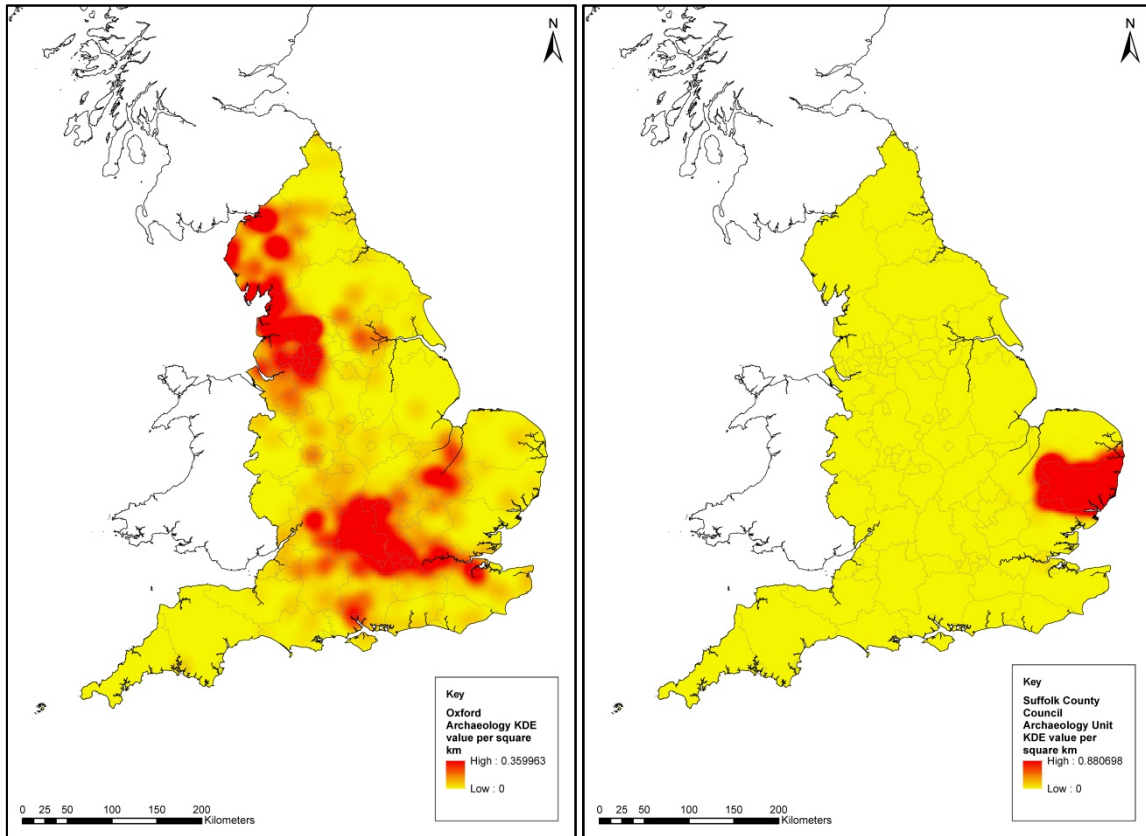 N
Key
Oxford
Archaeology KDE
value per square
km
High : 0.359963
Low : 0
0 25 50 100 150 200
Kilometers
N
Key
Suffolk County
Council
Archaeology Unit
KDE value per
square km
High : 0.880698
Low : 0
0 25 50 100 150 200
Kilometers